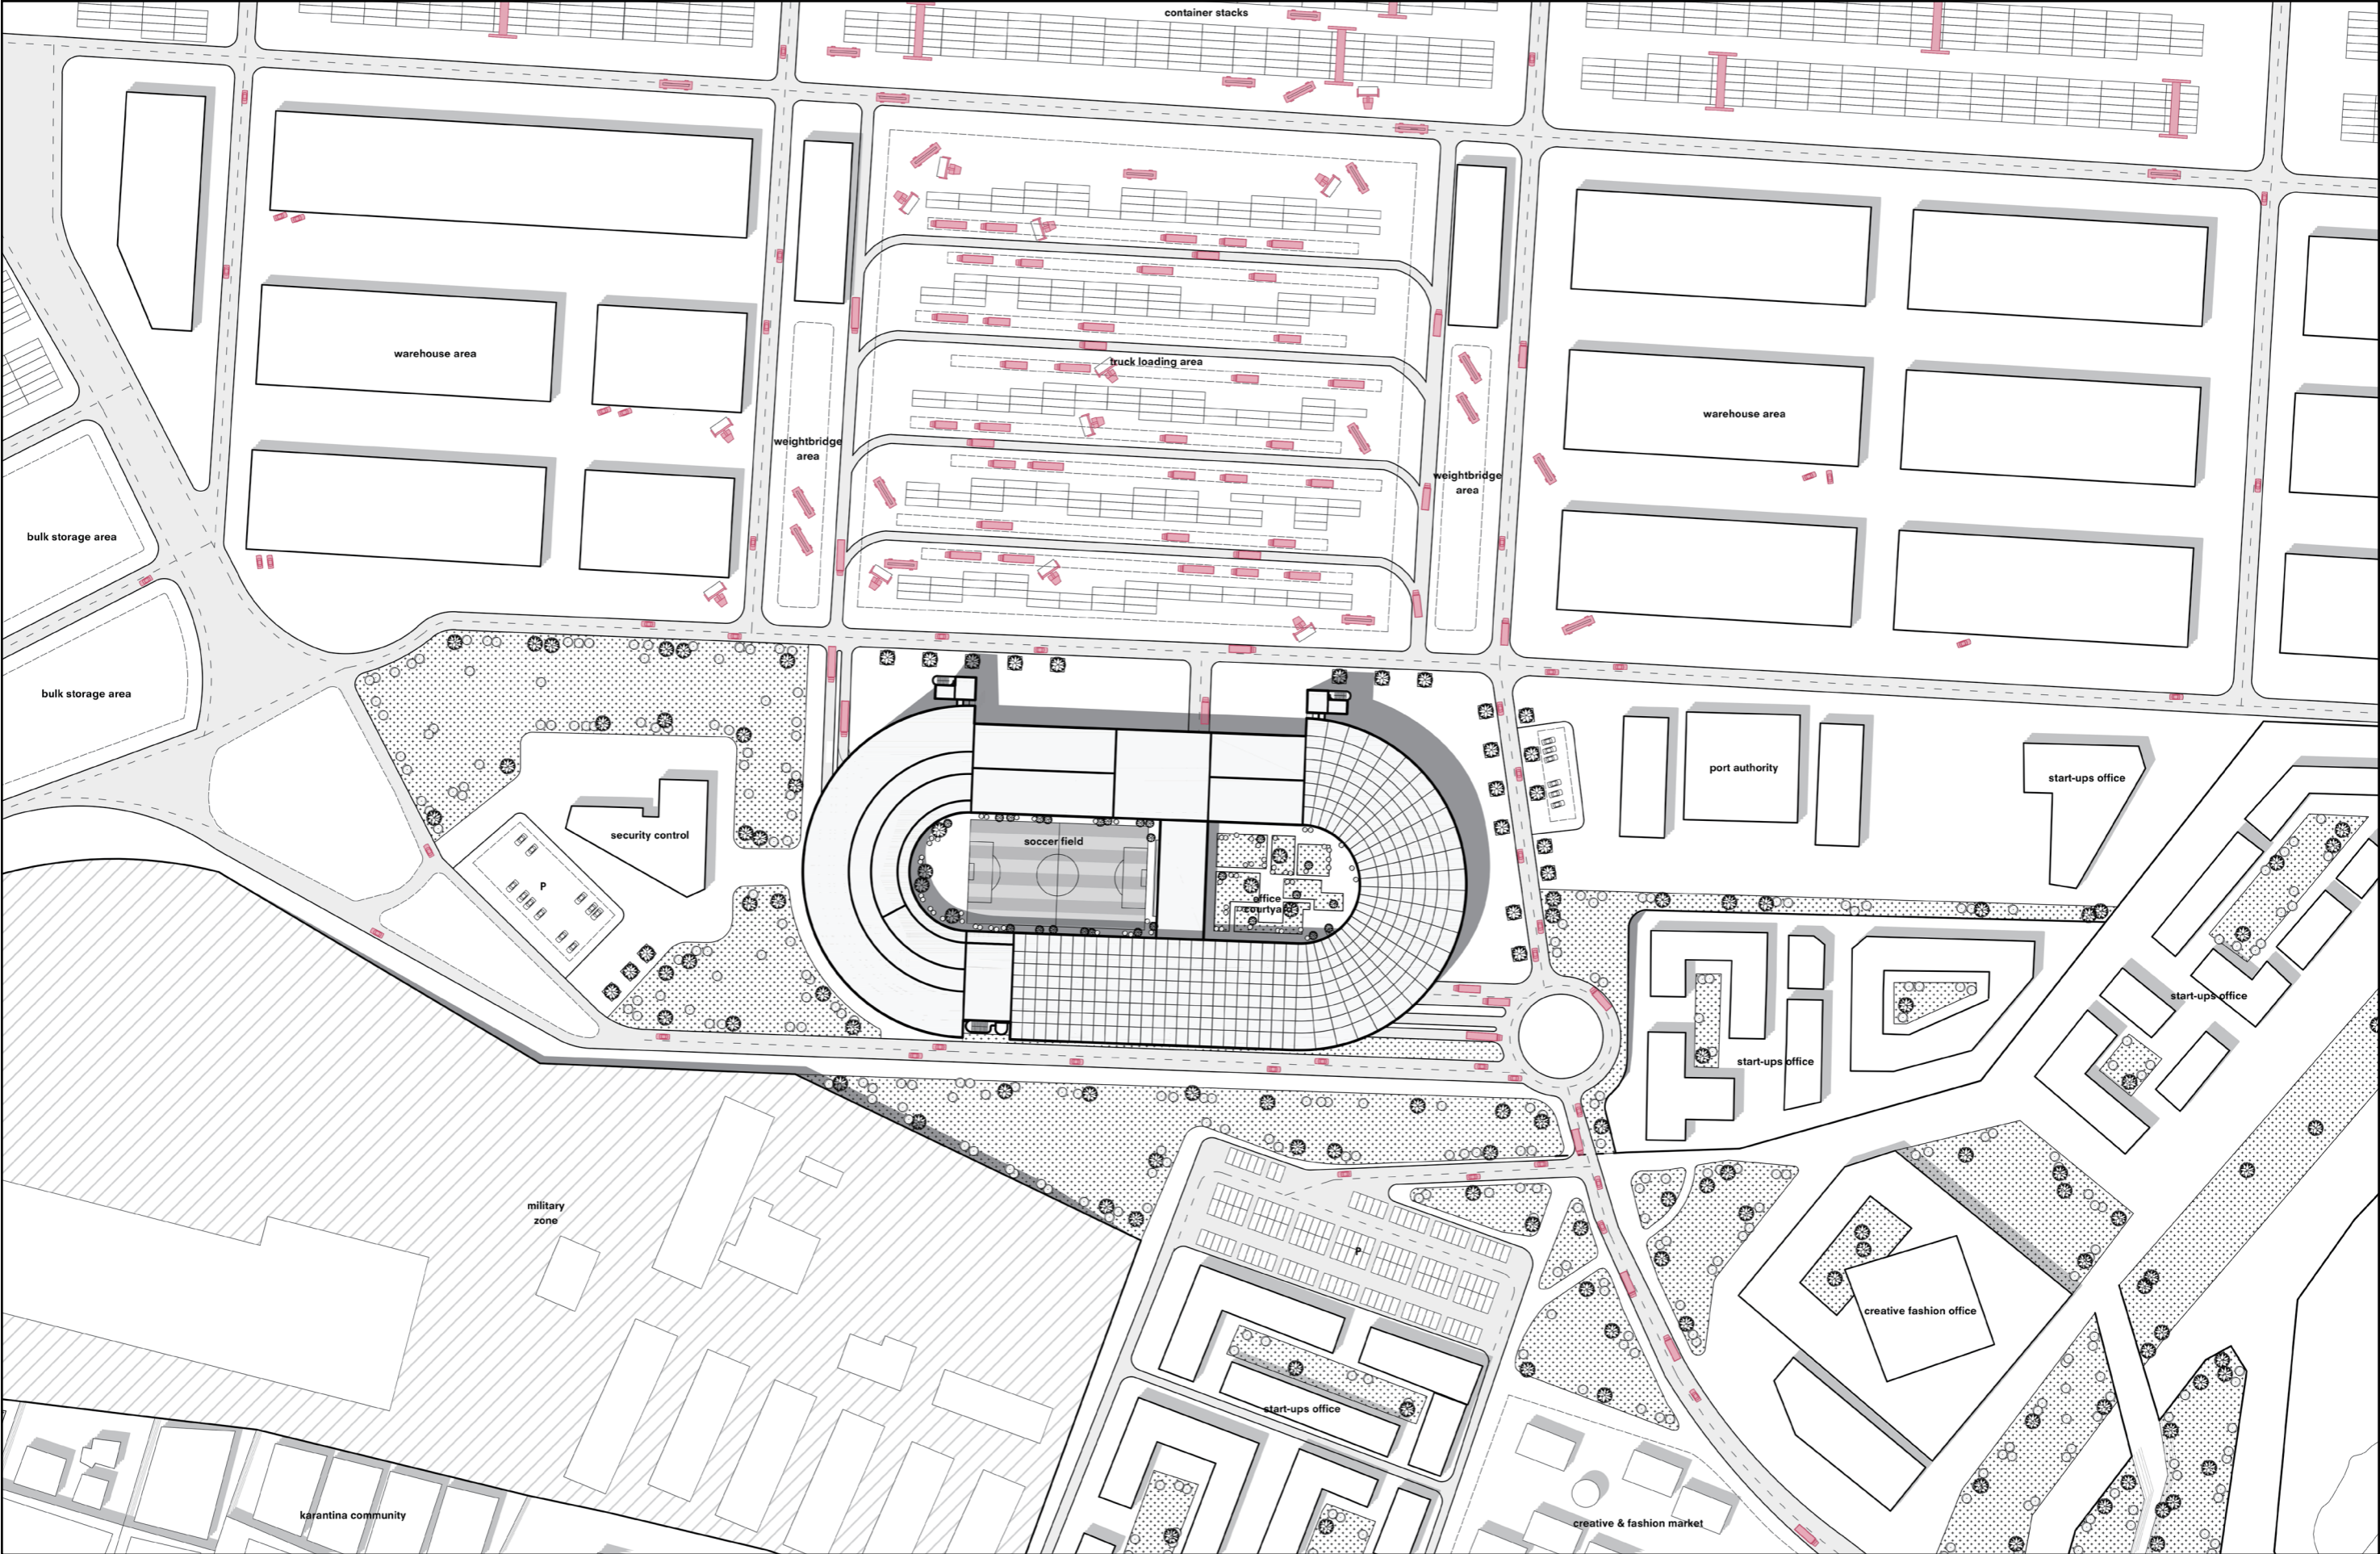 container stacks
truck loading area
warehouse area
warehouse area
weightbridge
area
weightbridge
area
bulk storage area
bulk storage area
port authority
start-ups office
security control
soccer field
P
office
courtya
start-ups office
start-ups office
military
zone
P
creative fashion office
start-ups office
karantina community
creative & fashion market